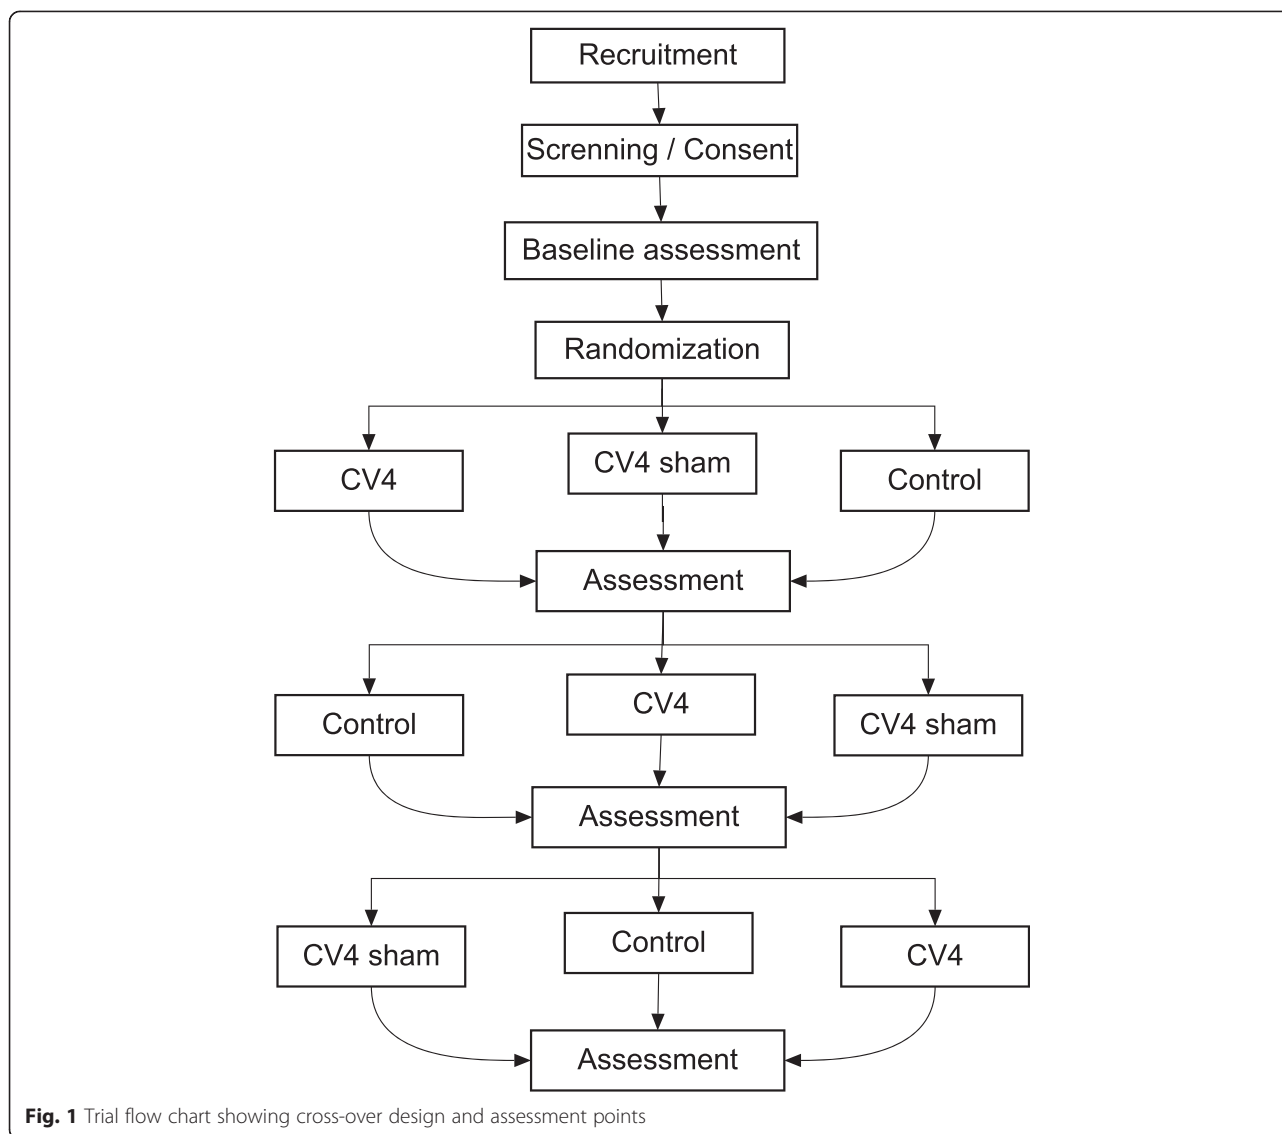 Recruitment
Screnning / Consent
Baseline assessment
Randomization
CV4
CV4 sham
Control
Assessment
Control
CV4
CV4 sham
Assessment
CV4 sham
Control
CV4
Assessment
Fig. 1 Trial flow chart showing cross-over design and assessment points